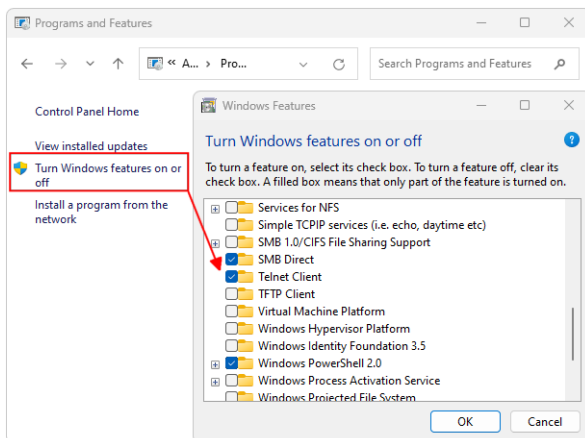 Programs and Features
« A... › Pro...
Search Programs and Features
Control Panel Home
View installed updates
Turn Windows features on or
off
Install a program from the
network
Windows Features
Turn Windows features on or off
?
To turn a feature on, select its check box. To turn a feature off, clear its
check box. A filled box means that only part of the feature is turned on.
Services for NFS
Simple TCPIP services (i.e. echo, daytime etc)
SMB 1.0/CIFS File Sharing Support
SMB Direct
Telnet Client
TFTP Client
Virtual Machine Platform
Windows Hypervisor Platform
Windows Identity Foundation 3.5
Windows PowerShell 2.0
Windows Process Activation Service
Windows Projected File System
OK
Cancel